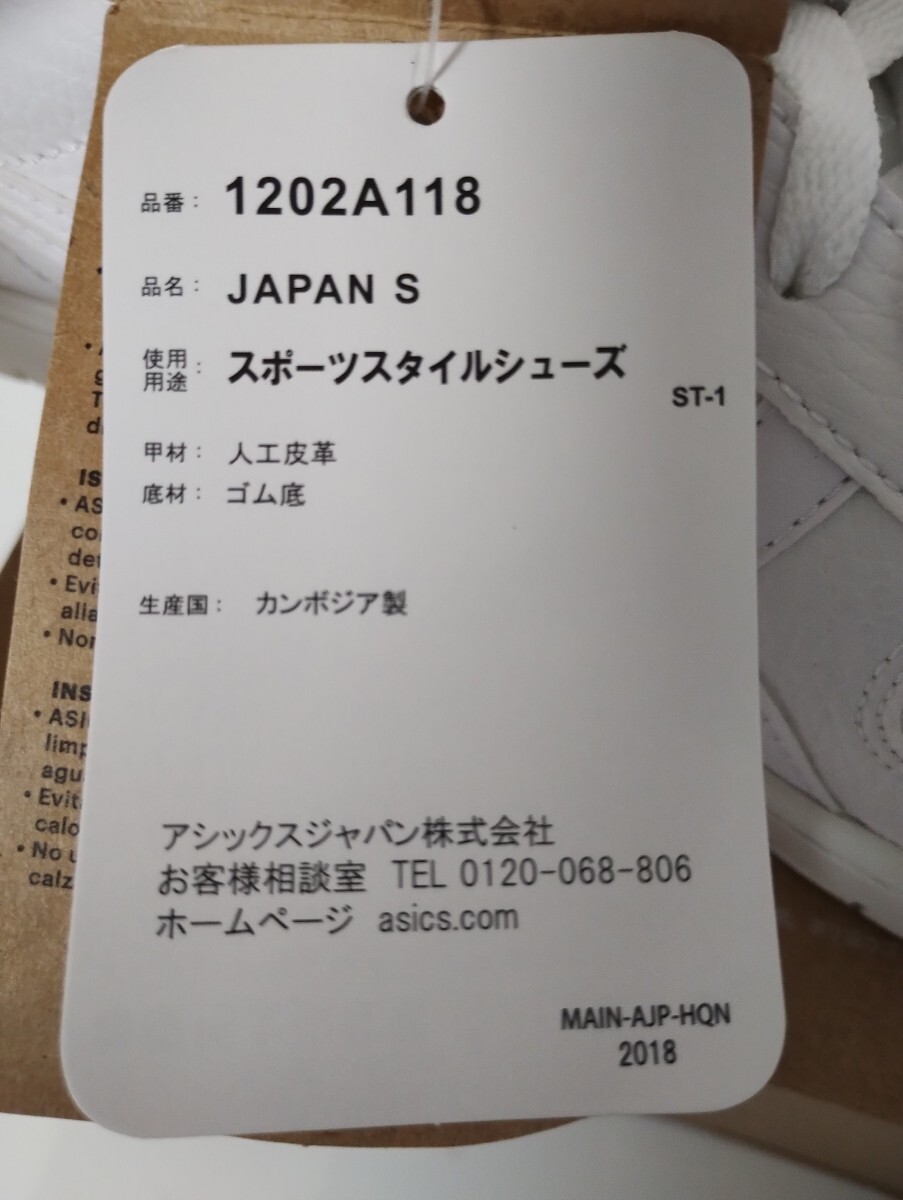 品番： 1202A118
品名： JAPAN S
使用用途： スポーツスタイルシューズ
ST-1
甲材： 人工皮革
底材： ゴム底
生産国： カンボジア製
アシックスジャパン株式会社
お客様相談室 TEL 0120-068-806
ホームページ asics.com
MAIN-AJP-HQN
2018